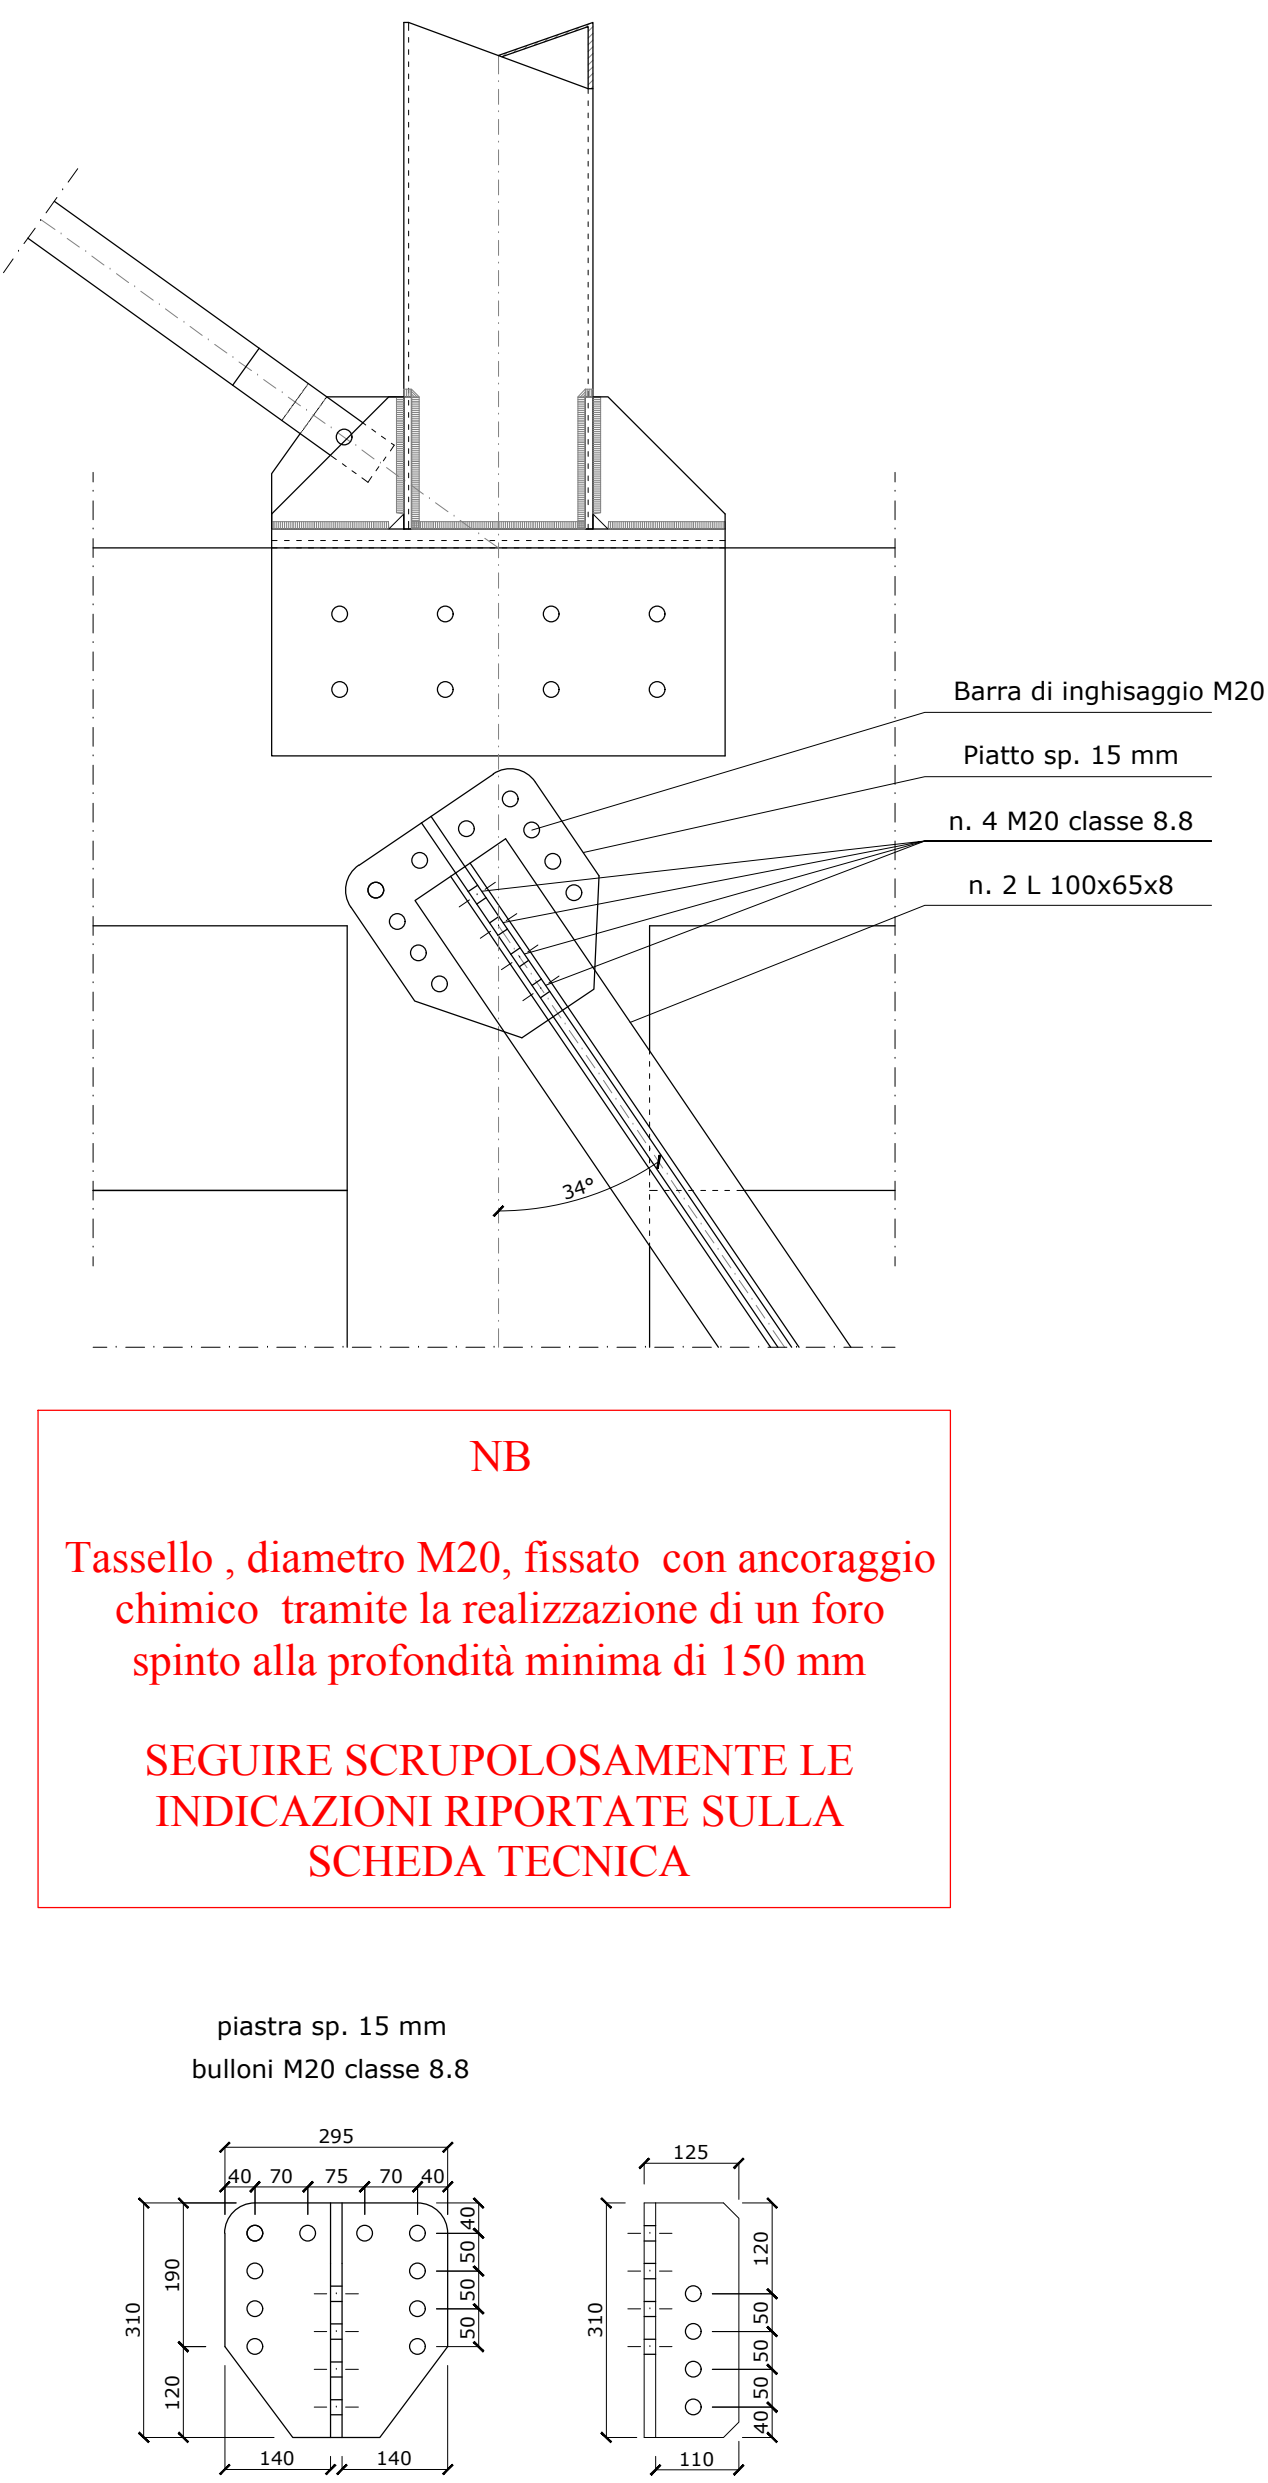 Barra di inghisaggio M20
Piatto sp. 15 mm
n. 4 M20 classe 8.8
n. 2 L 100x65x8
34°
NB
Tassello , diametro M20, fissato con ancoraggio
chimico tramite la realizzazione di un foro
spinto alla profondità minima di 150 mm
SEGUIRE SCRUPOLOSAMENTE LE
INDICAZIONI RIPORTATE SULLA
SCHEDA TECNICA
piastra sp. 15 mm
bulloni M20 classe 8.8
295
40 70 75 70 40
310
190
120
40
50
50
50
140 140
125
310
120
50
50
50
40
110